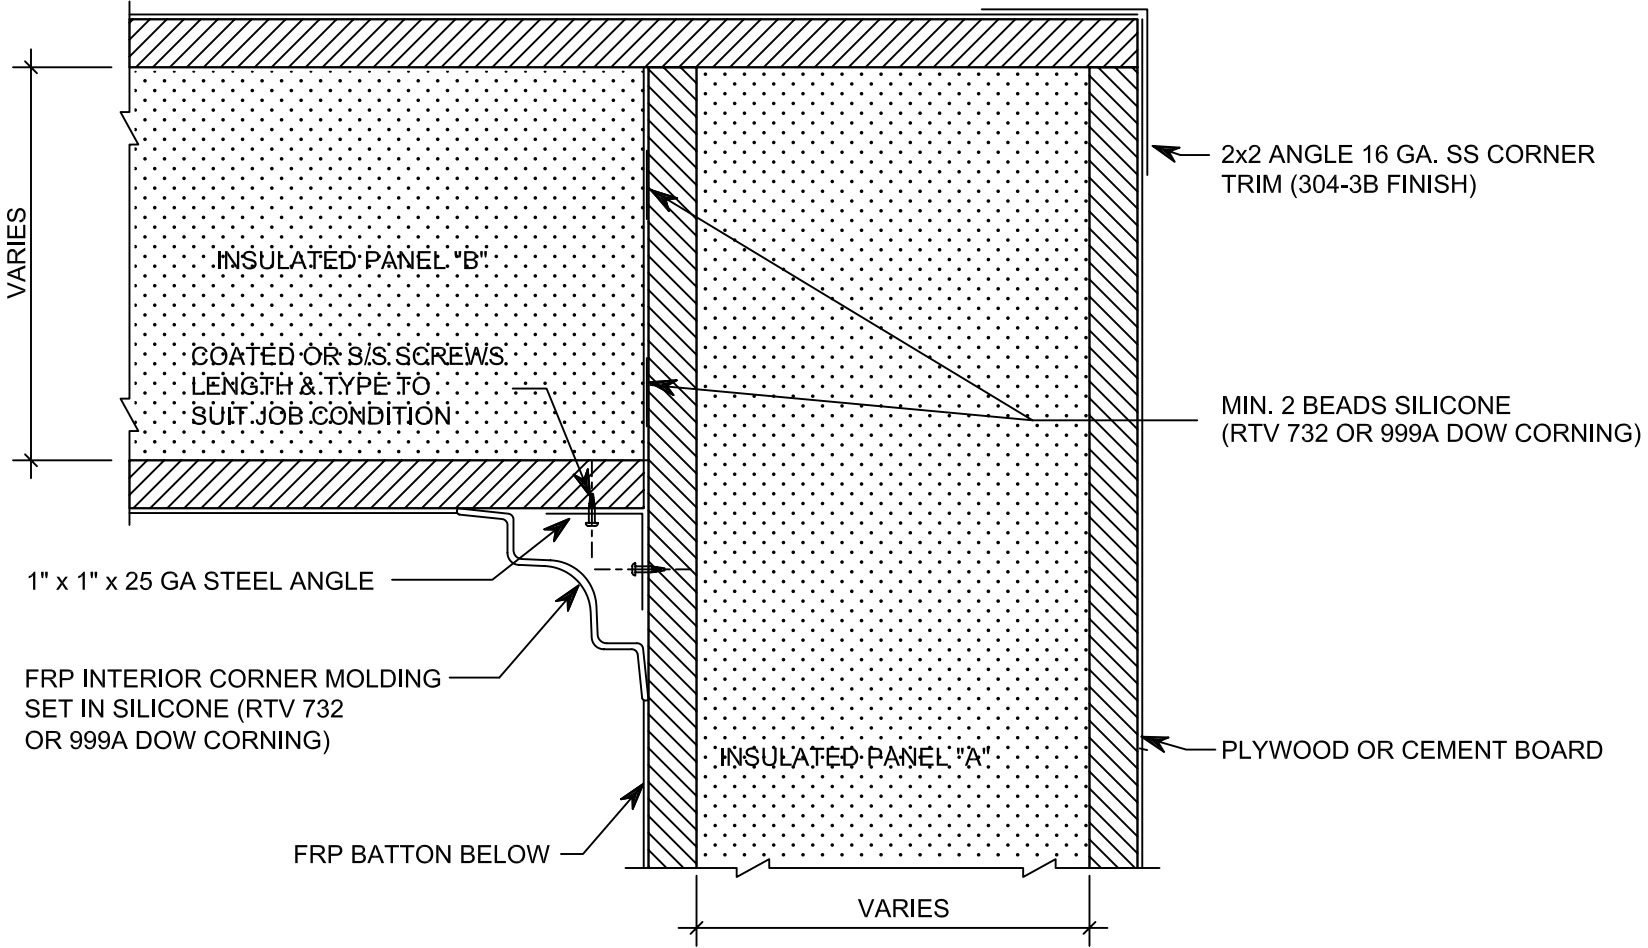 2x2 ANGLE 16 GA. SS CORNER
TRIM (304-3B FINISH)
VARIES
INSULATED PANEL "B"
COATED OR S/S SCREWS
LENGTH & TYPE TO
SUIT JOB CONDITION
MIN. 2 BEADS SILICONE
(RTV 732 OR 999A DOW CORNING)
1" x 1" x 25 GA STEEL ANGLE
FRP INTERIOR CORNER MOLDING
SET IN SILICONE (RTV 732
OR 999A DOW CORNING)
INSULATED PANEL "A"
PLYWOOD OR CEMENT BOARD
FRP BATTON BELOW
VARIES